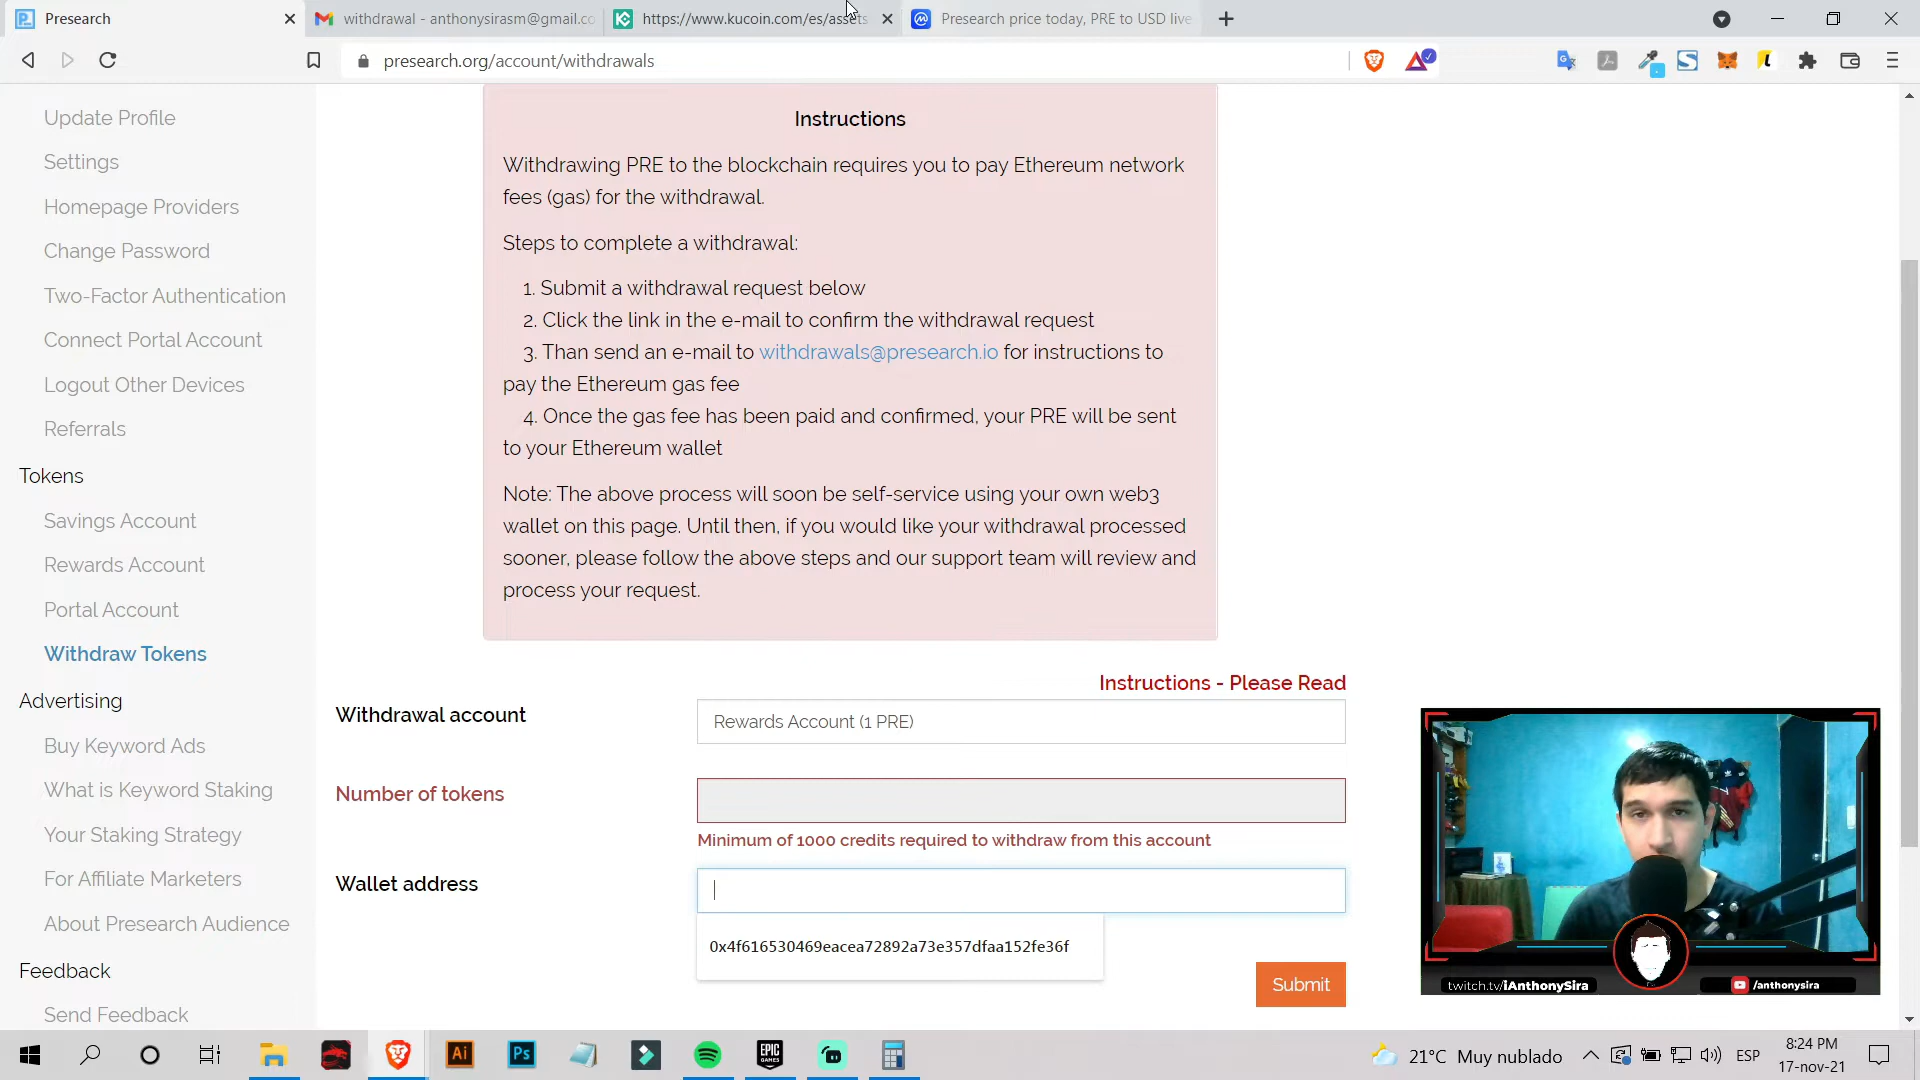 Presearch
withdrawal - anthonysirasm@gmail.co
https://www.kucoin.com/es/assets
Presearch price today, PRE to USD live
presearch.org/account/withdrawals
Update Profile
Settings
Homepage Providers
Change Password
Two-Factor Authentication
Connect Portal Account
Logout Other Devices
Referrals
Tokens
Savings Account
Rewards Account
Portal Account
Withdraw Tokens
Advertising
Buy Keyword Ads
What is Keyword Staking
Your Staking Strategy
For Affiliate Marketers
About Presearch Audience
Feedback
Send Feedback
Instructions
Withdrawing PRE to the blockchain requires you to pay Ethereum network
fees (gas) for the withdrawal.
Steps to complete a withdrawal:
1. Submit a withdrawal request below
2. Click the link in the e-mail to confirm the withdrawal request
3. Than send an e-mail to withdrawals@presearch.io for instructions to
pay the Ethereum gas fee
4. Once the gas fee has been paid and confirmed, your PRE will be sent
to your Ethereum wallet
Note: The above process will soon be self-service using your own web3
wallet on this page. Until then, if you would like your withdrawal processed
sooner, please follow the above steps and our support team will review and
process your request.
Instructions - Please Read
Withdrawal account
Rewards Account (1 PRE)
Number of tokens
Minimum of 1000 credits required to withdraw from this account
Wallet address
0x4f616530469eacea72892a73e357dfaa152fe36f
Submit
twitch.tv/iAnthonySira
/anthonysira
Ai
Ps
EPIC
GAMES
21°C Muy nublado
ESP
8:24 PM
17-nov-21